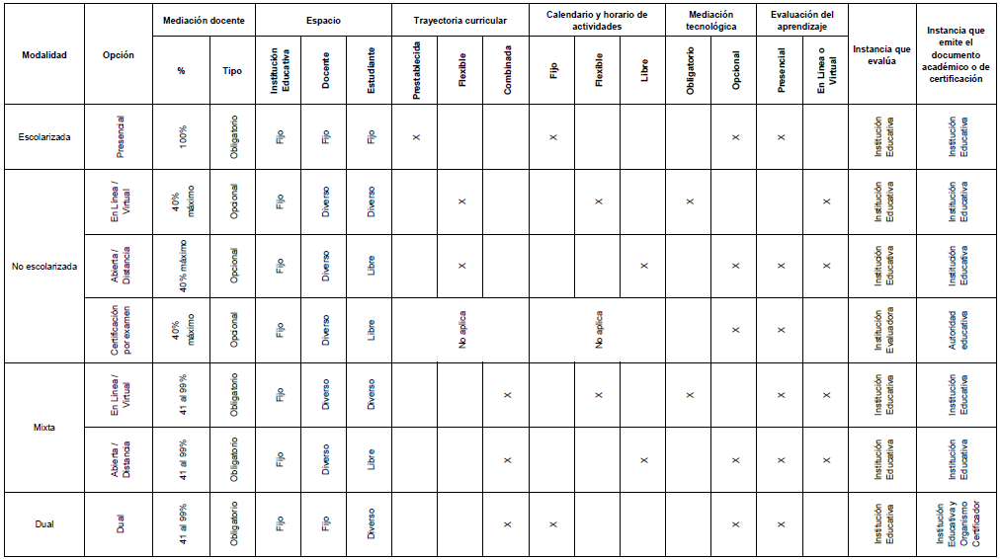 Modalidad
Opción
Mediación docente
Espacio
Trayectoria curricular
Calendario y horario de
actividades
Mediación
tecnológica
Evaluación del
aprendizaje
Instancia que
evalúa
Instancia que
emite el
documento
académico o de
certificación
%
Tipo
Institución
Educativa
Docente
Estudiante
Prestablecida
Flexible
Combinada
Fijo
Flexible
Libre
Obligatorio
Opcional
Presencial
En Línea o
Virtual
Escolarizada
Presencial
100%
Obligatorio
Fijo
Fijo
Fijo
X
X
X
X
Institución
Educativa
Institución
Educativa
No escolarizada
En Línea /
Virtual
40%
máximo
Opcional
Fijo
Diverso
Diverso
X
X
X
X
Institución
Educativa
Institución
Educativa
Abierta /
Distancia
40% máximo
Opcional
Fijo
Diverso
Libre
X
X
X
X
X
Institución
Educativa
Institución
Educativa
Certificación
por examen
40%
máximo
Opcional
Fijo
Diverso
Libre
No aplica
No aplica
X
X
Institución
Evaluadora
Autoridad
educativa
Mixta
En Línea /
Virtual
41 al 99%
Obligatorio
Fijo
Diverso
Diverso
X
X
X
X
X
Institución
Educativa
Institución
Educativa
Abierta /
Distancia
41 al 99%
Obligatorio
Fijo
Diverso
Libre
X
X
X
X
X
Institución
Educativa
Institución
Educativa
Dual
Dual
41 al 99%
Obligatorio
Fijo
Fijo
Diverso
X
X
X
X
Institución
Educativa
Institución
Educativa y
Organismo
Certificador